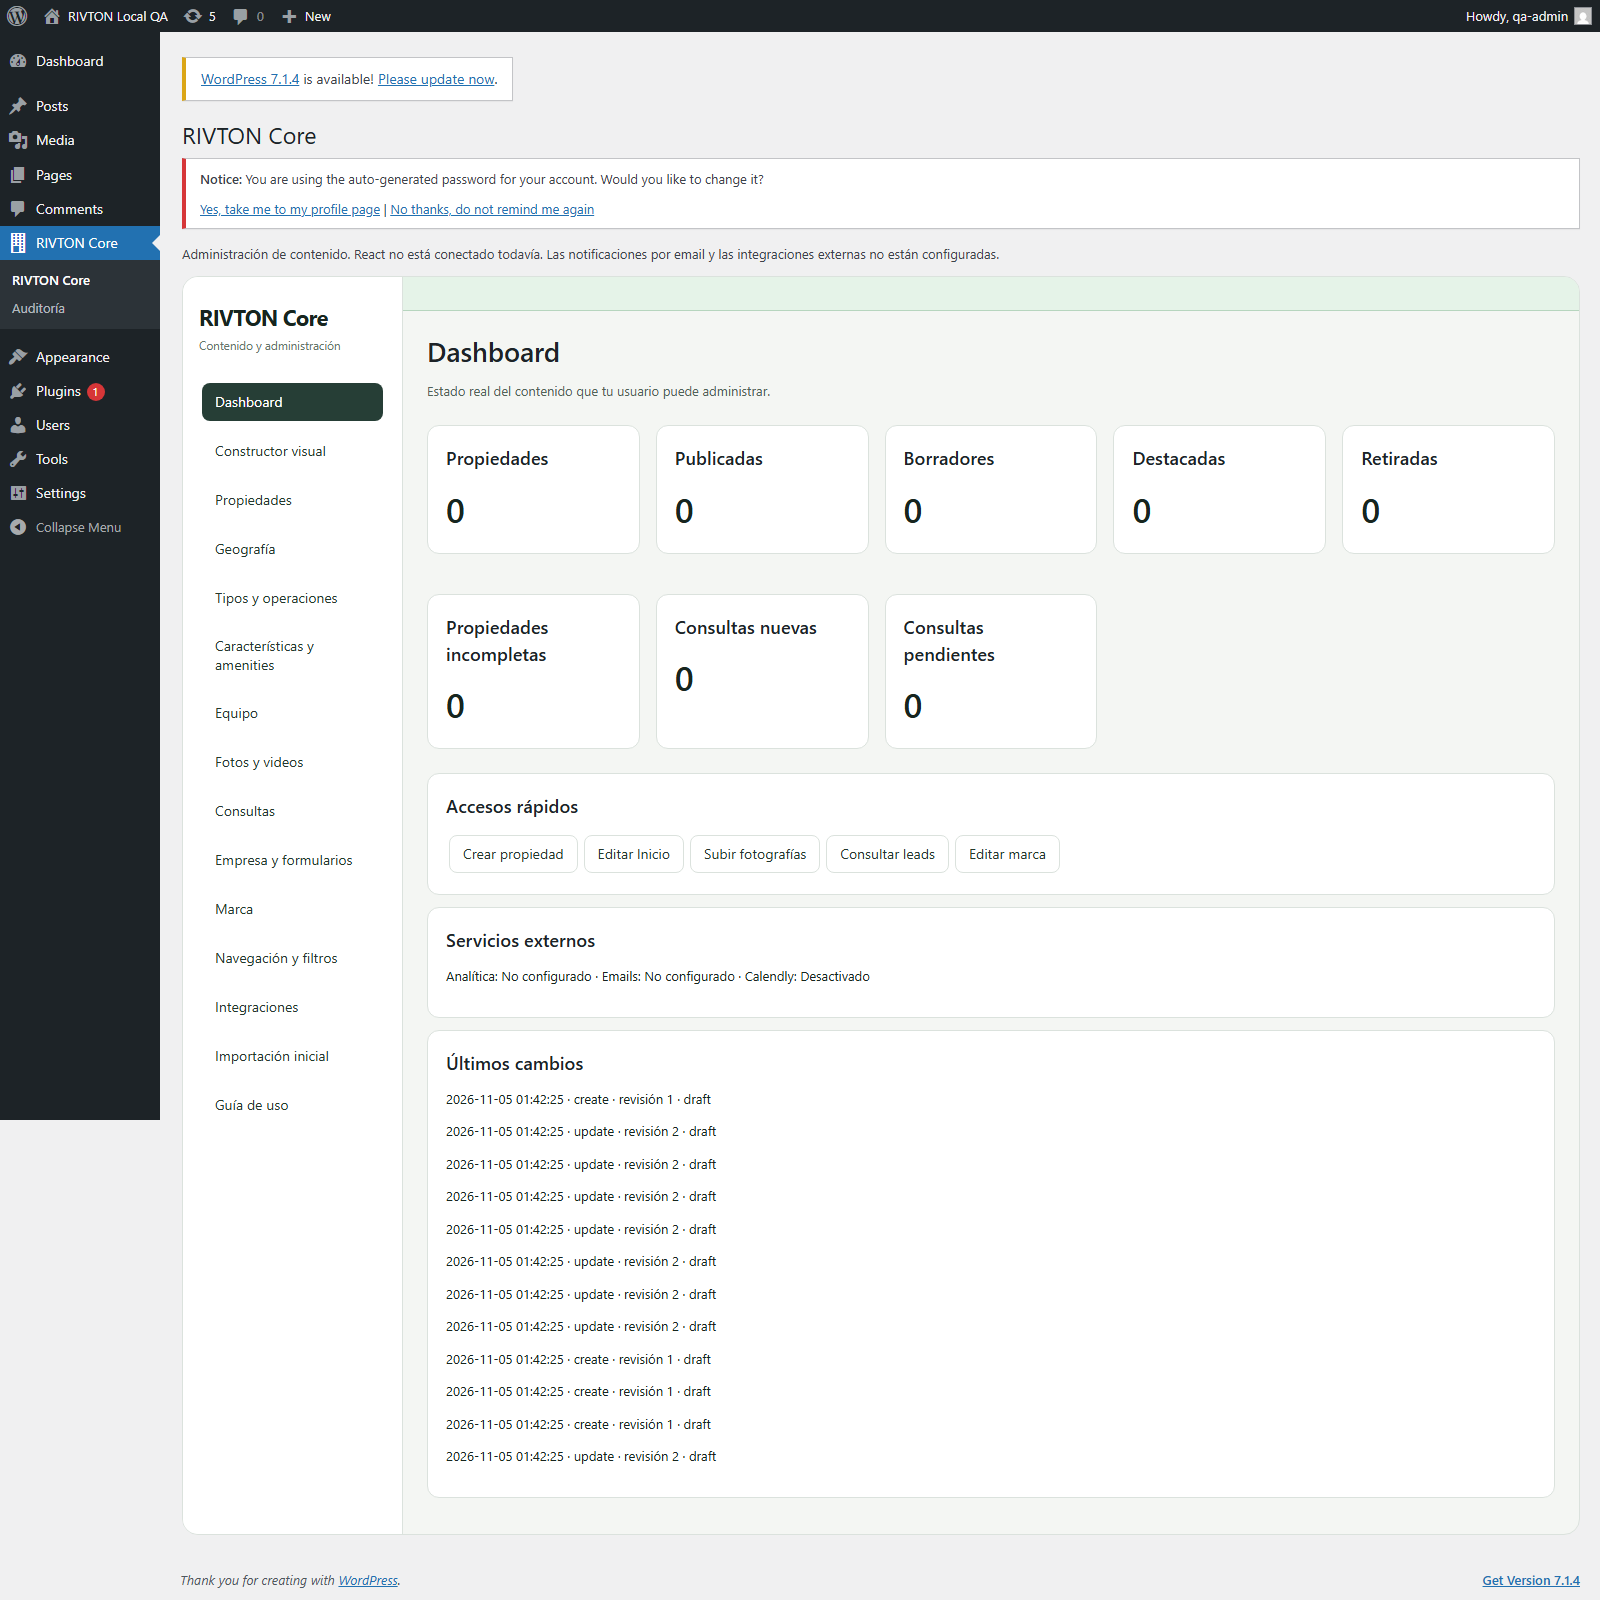 RIVTON Local QA 5 0 New Howdy, qa-admin
Dashboard
Posts
Media
Pages
Comments
RIVTON Core
RIVTON Core
Auditoría
Appearance
Plugins 1
Users
Tools
Settings
Collapse Menu
WordPress 7.1.4 is available! Please update now.
RIVTON Core
Notice: You are using the auto-generated password for your account. Would you like to change it?
Yes, take me to my profile page | No thanks, do not remind me again
Administración de contenido. React no está conectado todavía. Las notificaciones por email y las integraciones externas no están configuradas.
RIVTON Core
Contenido y administración
Dashboard
Constructor visual
Propiedades
Geografía
Tipos y operaciones
Características y
amenities
Equipo
Fotos y videos
Consultas
Empresa y formularios
Marca
Navegación y filtros
Integraciones
Importación inicial
Guía de uso
Dashboard
Estado real del contenido que tu usuario puede administrar.
Propiedades
0
Publicadas
0
Borradores
0
Destacadas
0
Retiradas
0
Propiedades
incompletas
0
Consultas nuevas
0
Consultas
pendientes
0
Accesos rápidos
Crear propiedad Editar Inicio Subir fotografías Consultar leads Editar marca
Servicios externos
Analítica: No configurado · Emails: No configurado · Calendly: Desactivado
Últimos cambios
2026-11-05 01:42:25 · create · revisión 1 · draft
2026-11-05 01:42:25 · update · revisión 2 · draft
2026-11-05 01:42:25 · update · revisión 2 · draft
2026-11-05 01:42:25 · update · revisión 2 · draft
2026-11-05 01:42:25 · update · revisión 2 · draft
2026-11-05 01:42:25 · update · revisión 2 · draft
2026-11-05 01:42:25 · update · revisión 2 · draft
2026-11-05 01:42:25 · update · revisión 2 · draft
2026-11-05 01:42:25 · create · revisión 1 · draft
2026-11-05 01:42:25 · create · revisión 1 · draft
2026-11-05 01:42:25 · create · revisión 1 · draft
2026-11-05 01:42:25 · update · revisión 2 · draft
Thank you for creating with WordPress. Get Version 7.1.4